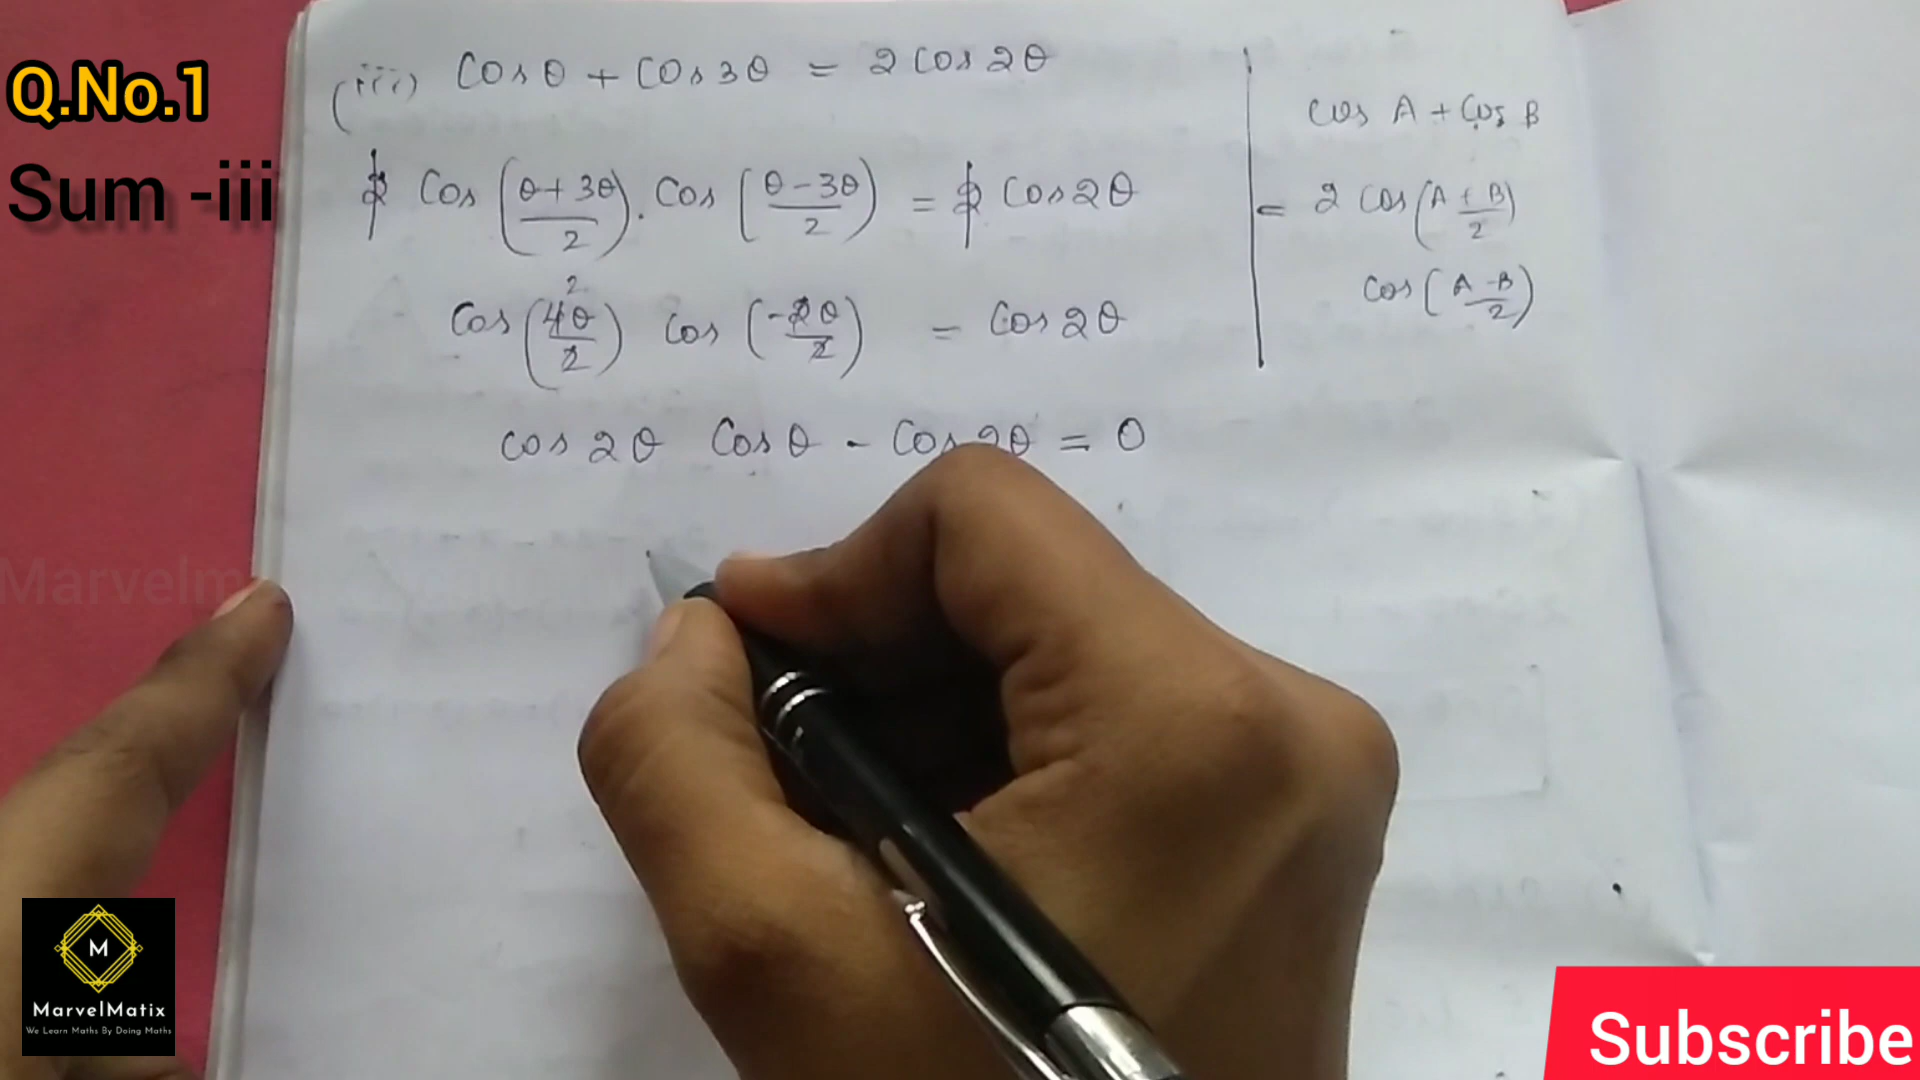 Q.No.1
Sum -iii
(iii) Cos θ + Cos 3θ = 2 Cos 2θ
2 Cos ((θ + 3θ)/2) . Cos ((θ - 3θ)/2) = 2 Cos 2θ
Cos (4θ/2) Cos (-2θ/2) = Cos 2θ
2
Cos 2θ Cos θ - Cos 2θ = 0
Cos A + Cos B
= 2 Cos ((A + B)/2)
Cos ((A - B)/2)
Marvelm
M
MarvelMatix
We Learn Maths By Doing Maths
Subscribe